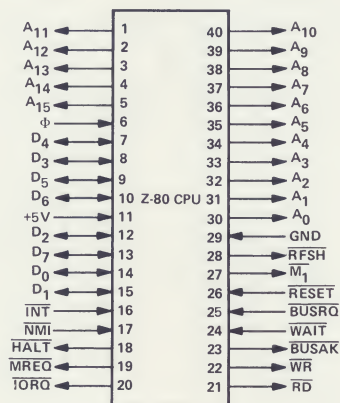 A11 1 40 A10
A12 2 39 A9
A13 3 38 A8
A14 4 37 A7
A15 5 36 A6
Φ 6 35 A5
D4 7 34 A4
D3 8 33 A3
D5 9 32 A2
D6 10 Z-80 CPU 31 A1
+5V 11 30 A0
D2 12 29 GND
D7 13 28 RFSH
D0 14 27 M1
D1 15 26 RESET
INT 16 25 BUSRQ
NMI 17 24 WAIT
HALT 18 23 BUSAK
MREQ 19 22 WR
IORQ 20 21 RD